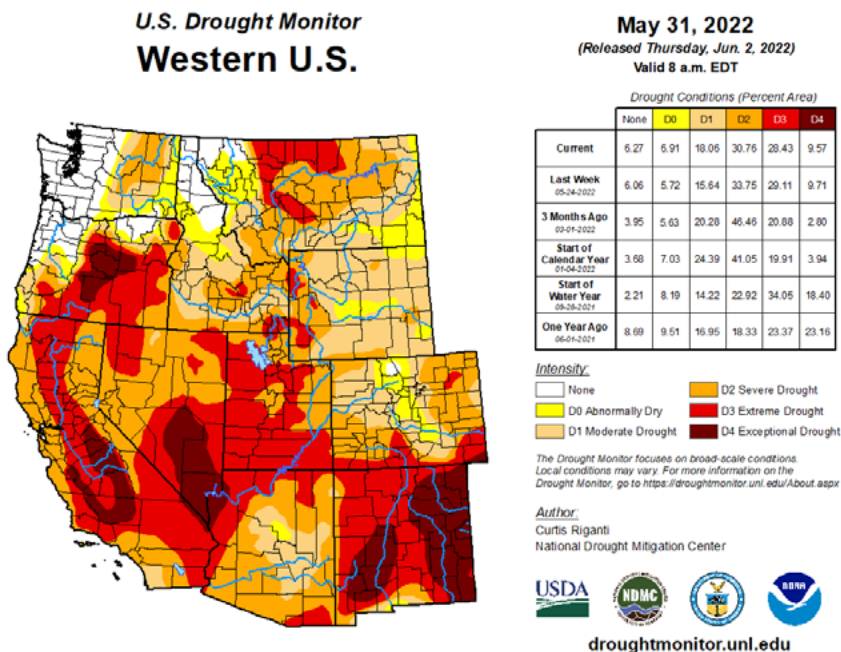 U.S. Drought Monitor
Western U.S.
May 31, 2022
(Released Thursday, Jun. 2, 2022)
Valid 8 a.m. EDT
Drought Conditions (Percent Area)
None D0 D1 D2 D3 D4
Current 6.27 6.91 18.06 30.76 28.43 9.57
Last Week 6.06 5.72 15.64 33.75 29.11 9.71
05-24-2022
3 Months Ago 3.95 5.63 20.28 46.46 20.88 2.80
03-01-2022
Start of
Calendar Year 3.68 7.03 24.39 41.05 19.91 3.94
01-04-2022
Start of
Water Year 2.21 8.19 14.22 22.92 34.05 18.40
09-28-2021
One Year Ago 8.69 9.51 16.95 18.33 23.37 23.16
06-01-2021
Intensity:
None
D0 Abnormally Dry
D1 Moderate Drought
D2 Severe Drought
D3 Extreme Drought
D4 Exceptional Drought
The Drought Monitor focuses on broad-scale conditions.
Local conditions may vary. For more information on the
Drought Monitor, go to https://droughtmonitor.unl.edu/About.aspx
Author:
Curtis Riganti
National Drought Mitigation Center
USDA
NDMC
NOAA
droughtmonitor.unl.edu